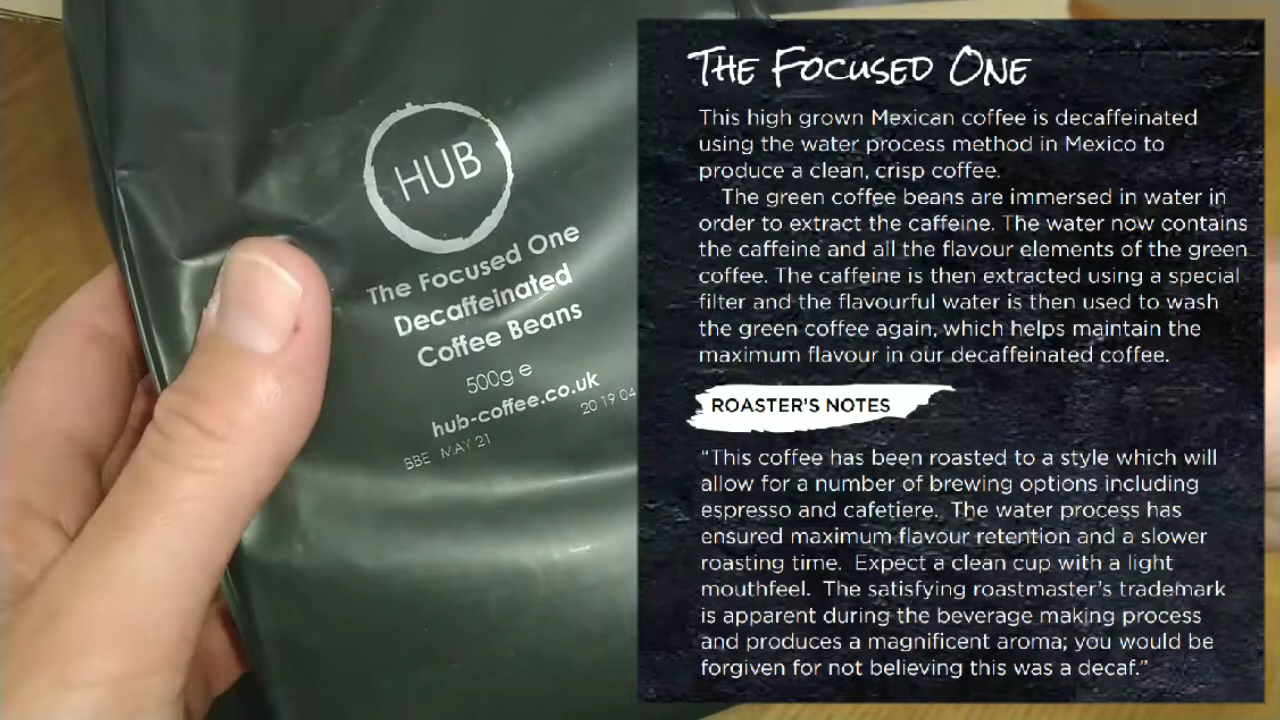 HUB
The Focused One
Decaffeinated
Coffee Beans
500g e
hub-coffee.co.uk
20 19 04
BBE MAY 21
THE FOCUSED ONE
This high grown Mexican coffee is decaffeinated
using the water process method in Mexico to
produce a clean, crisp coffee.
The green coffee beans are immersed in water in
order to extract the caffeine. The water now contains
the caffeine and all the flavour elements of the green
coffee. The caffeine is then extracted using a special
filter and the flavourful water is then used to wash
the green coffee again, which helps maintain the
maximum flavour in our decaffeinated coffee.
ROASTER'S NOTES
“This coffee has been roasted to a style which will
allow for a number of brewing options including
espresso and cafetiere. The water process has
ensured maximum flavour retention and a slower
roasting time. Expect a clean cup with a light
mouthfeel. The satisfying roastmaster's trademark
is apparent during the beverage making process
and produces a magnificent aroma; you would be
forgiven for not believing this was a decaf.”